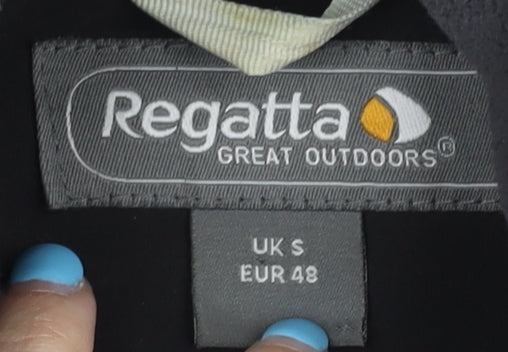 Regatta
GREAT OUTDOORS®
UK S
EUR 48